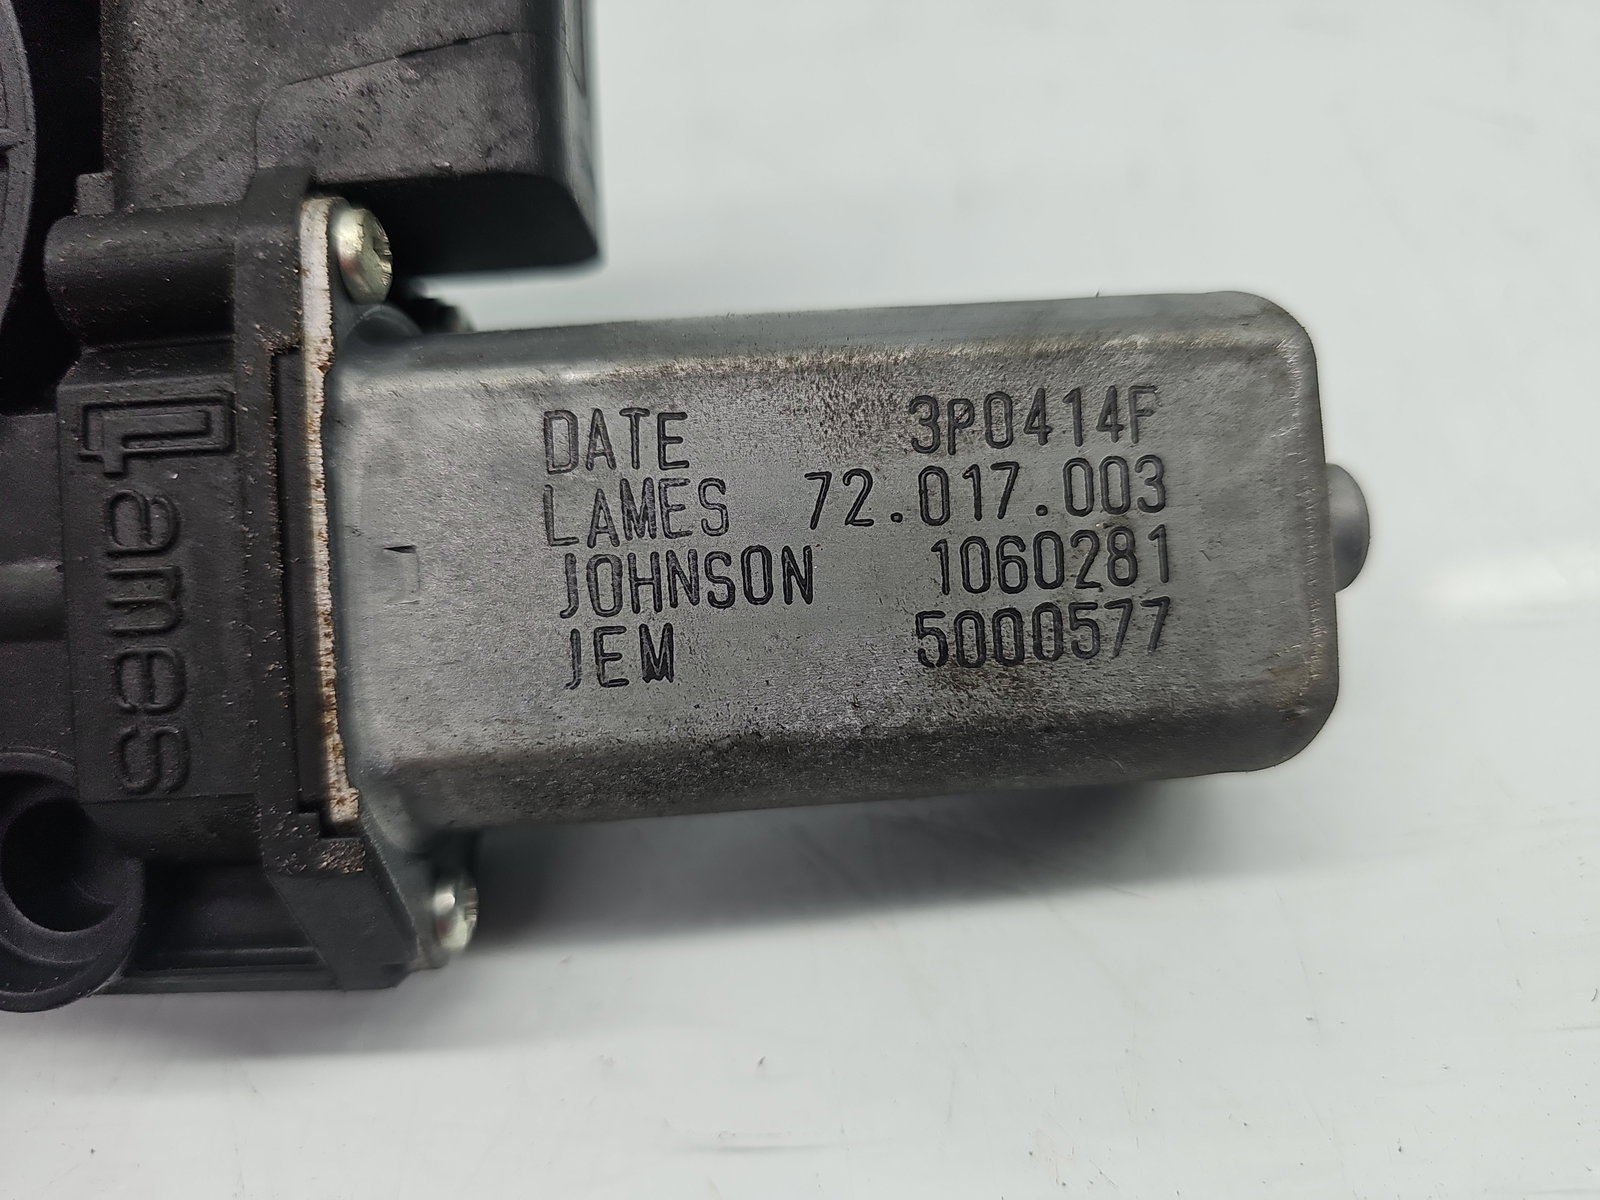 DATE 3P0414F
LAMES 72.017.003
JOHNSON 1060281
JEM 5000577
Lames